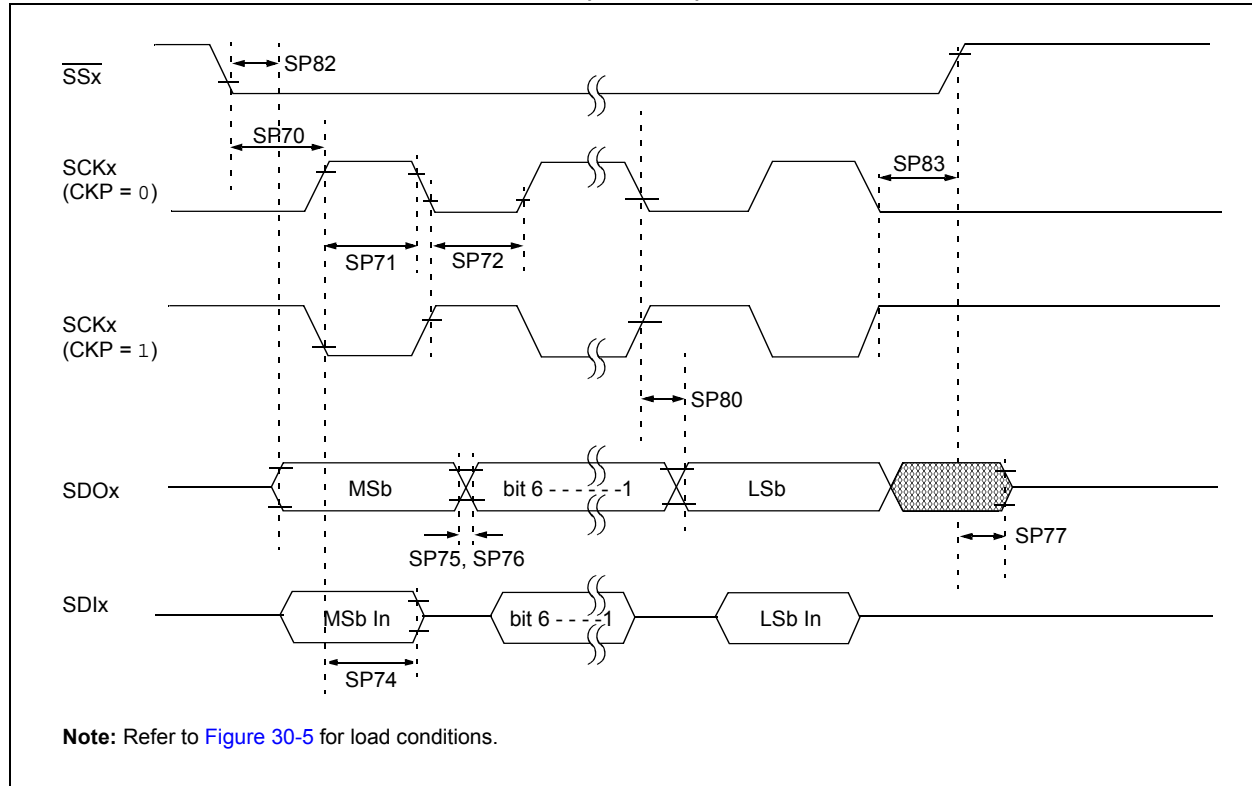 SSx
SP82
SP70
SCKx
(CKP = 0)
SP83
SP71
SP72
SCKx
(CKP = 1)
SP80
SDOx
MSb
bit 6 - - - - - -1
LSb
SP77
SP75, SP76
SDIx
MSb In
bit 6 - - - -1
LSb In
SP74
Note: Refer to Figure 30-5 for load conditions.